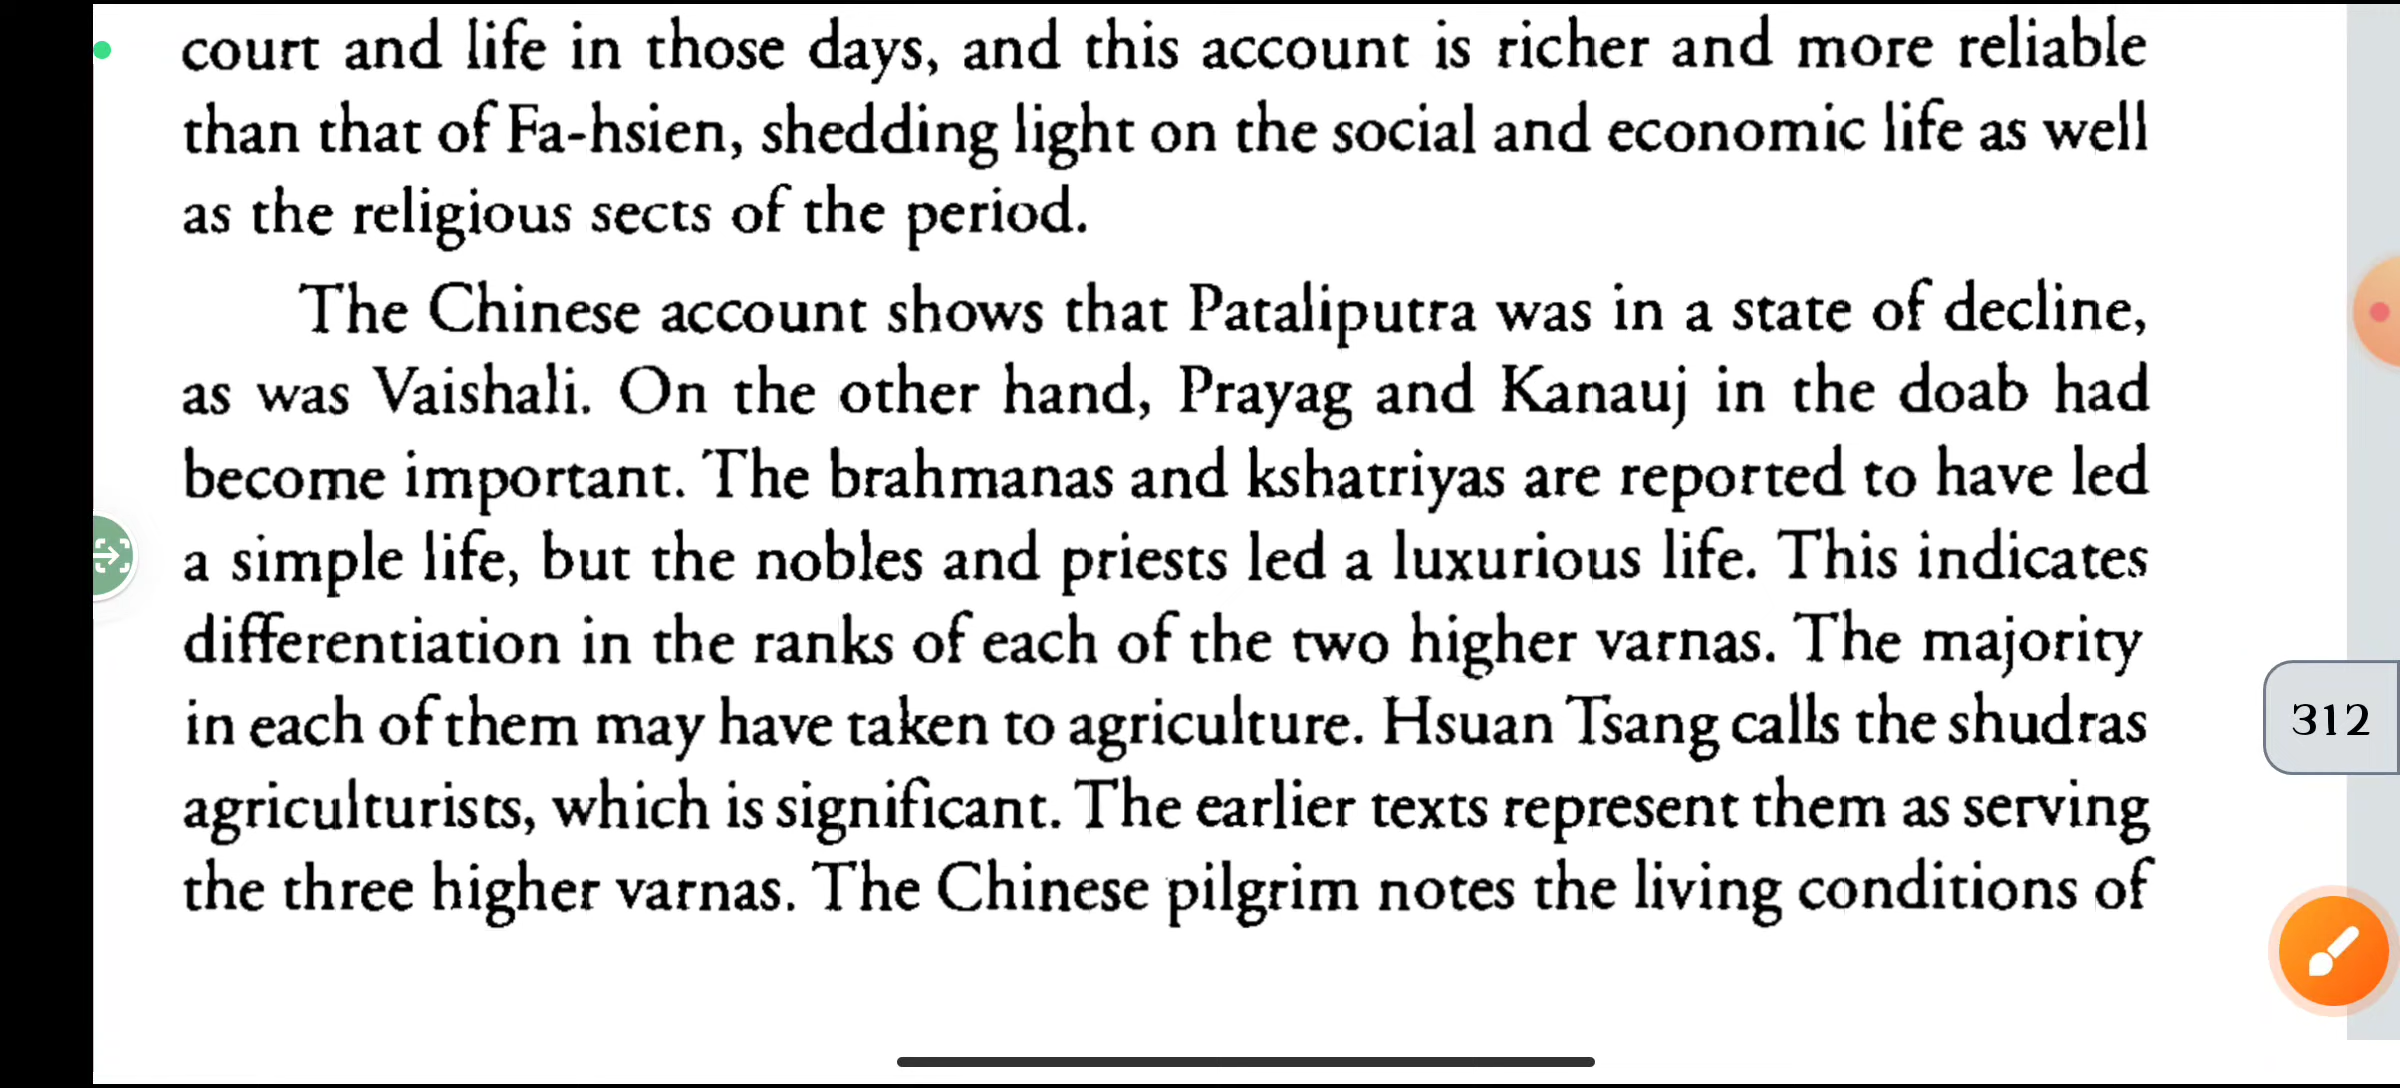 court and life in those days, and this account is richer and more reliable
than that of Fa-hsien, shedding light on the social and economic life as well
as the religious sects of the period.
The Chinese account shows that Pataliputra was in a state of decline,
as was Vaishali. On the other hand, Prayag and Kanauj in the doab had
become important. The brahmanas and kshatriyas are reported to have led
a simple life, but the nobles and priests led a luxurious life. This indicates
differentiation in the ranks of each of the two higher varnas. The majority
in each of them may have taken to agriculture. Hsuan Tsang calls the shudras
agriculturists, which is significant. The earlier texts represent them as serving
the three higher varnas. The Chinese pilgrim notes the living conditions of
312